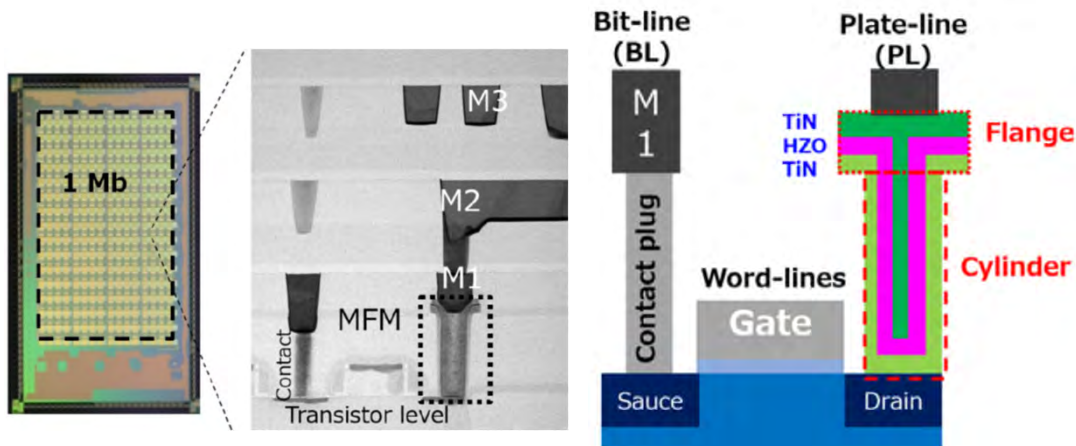 1 Mb
M3
M2
M1
MFM
Contact
Transistor level
Bit-line
(BL)
M
1
Contact plug
Word-lines
Gate
Sauce
Plate-line
(PL)
TiN
HZO
TiN
Flange
Cylinder
Drain